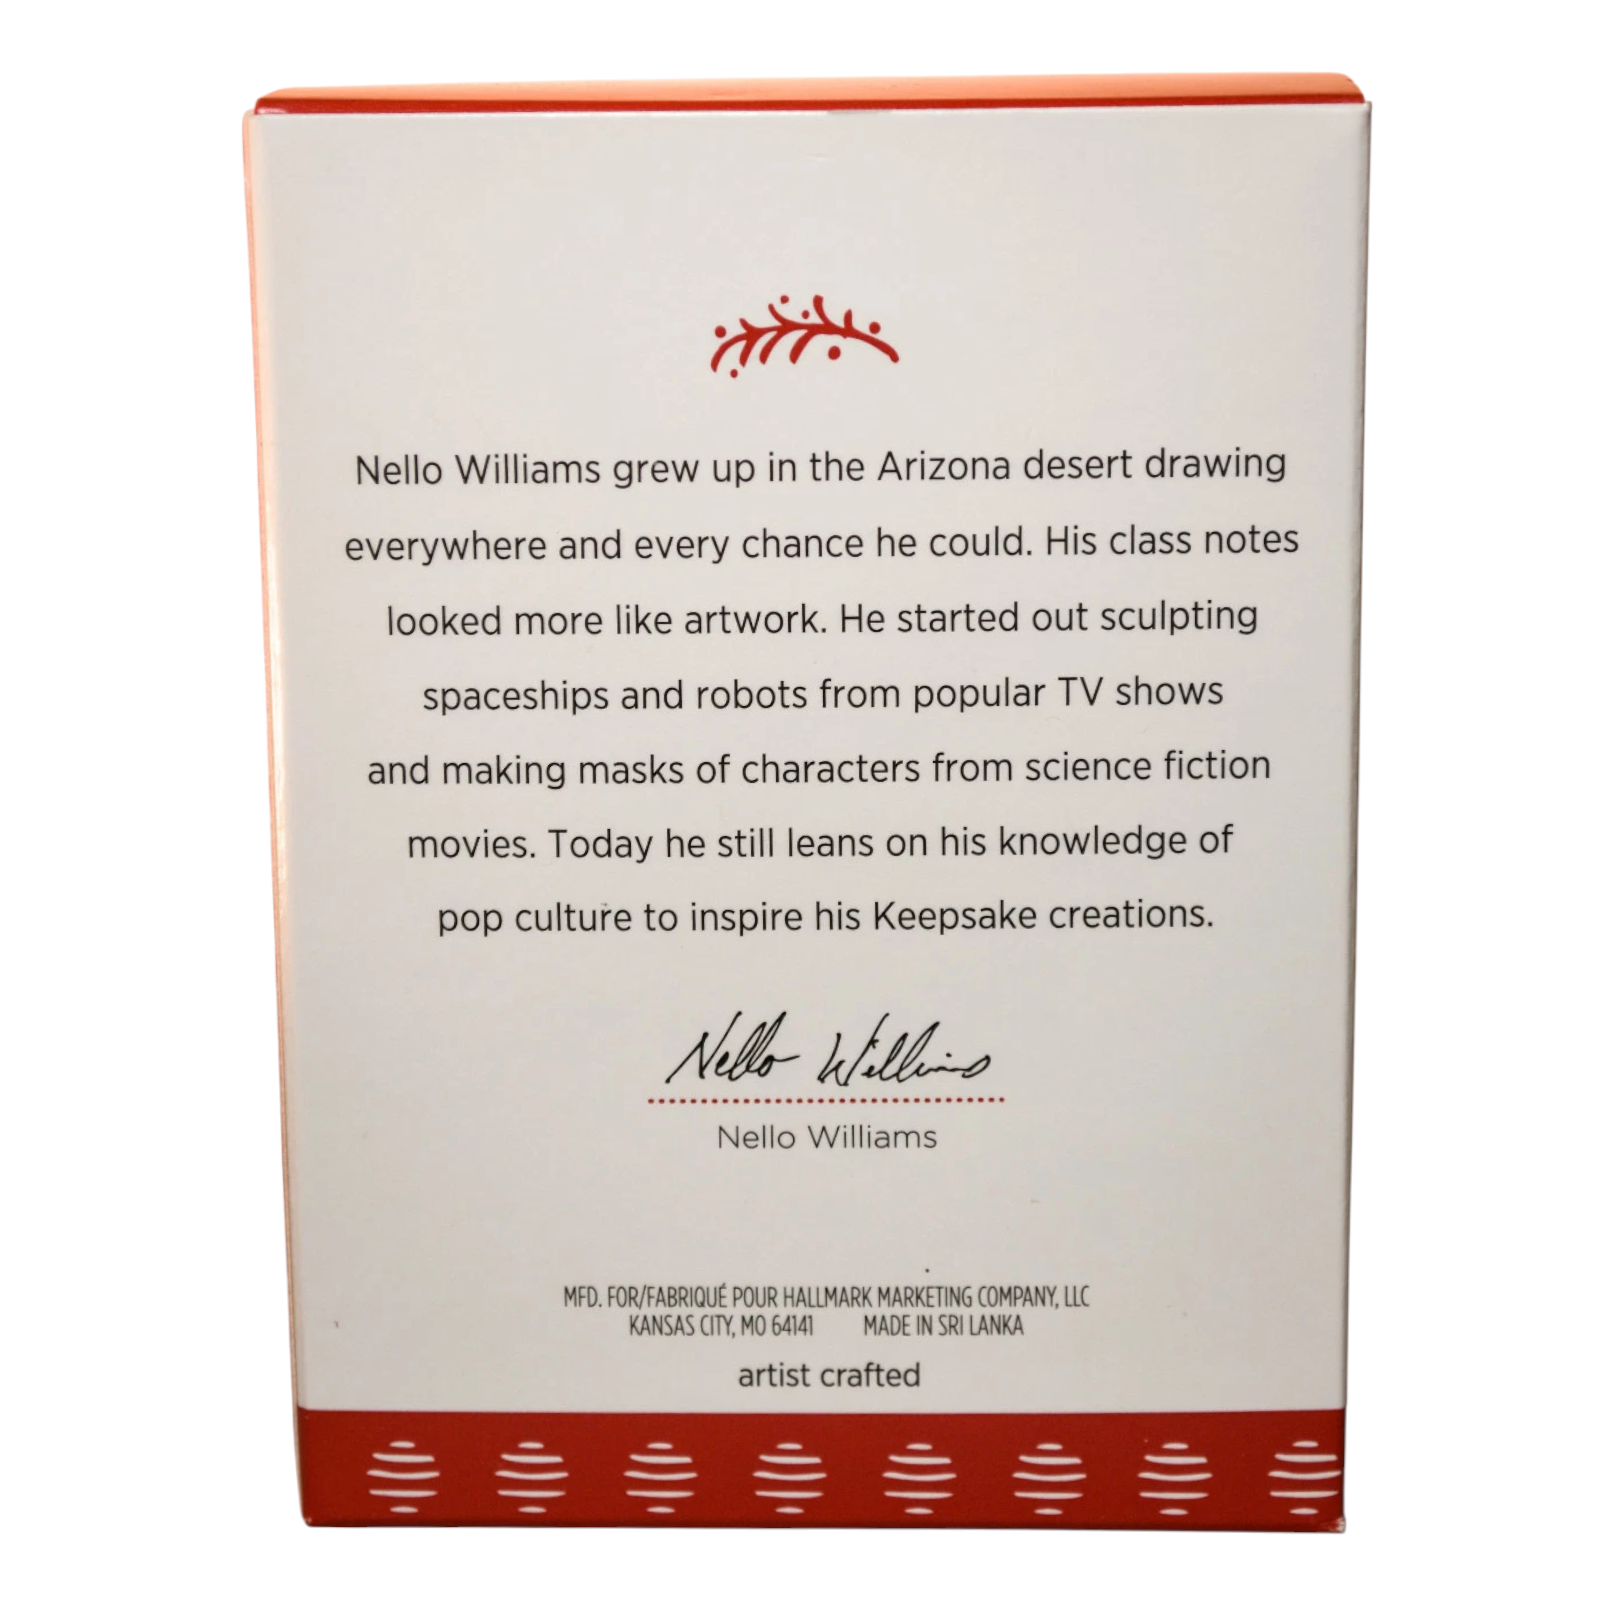 Nello Williams grew up in the Arizona desert drawing
everywhere and every chance he could. His class notes
looked more like artwork. He started out sculpting
spaceships and robots from popular TV shows
and making masks of characters from science fiction
movies. Today he still leans on his knowledge of
pop culture to inspire his Keepsake creations.
Nello Williams
Nello Williams
MFD. FOR/FABRIQUÉ POUR HALLMARK MARKETING COMPANY, LLC
KANSAS CITY, MO 64141 MADE IN SRI LANKA
artist crafted